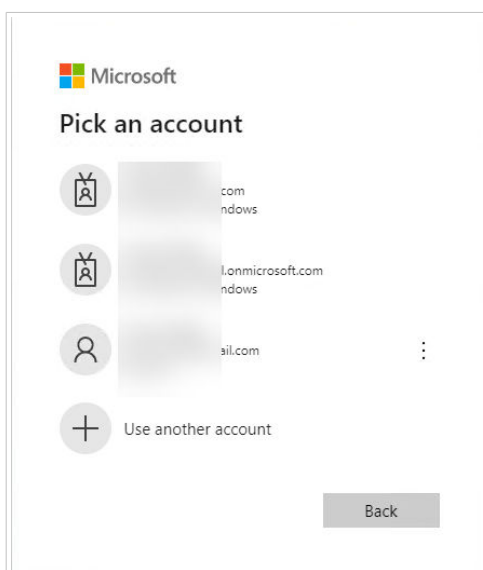 Microsoft
Pick an account
.com
ndows
l.onmicrosoft.com
ndows
ail.com
Use another account
Back